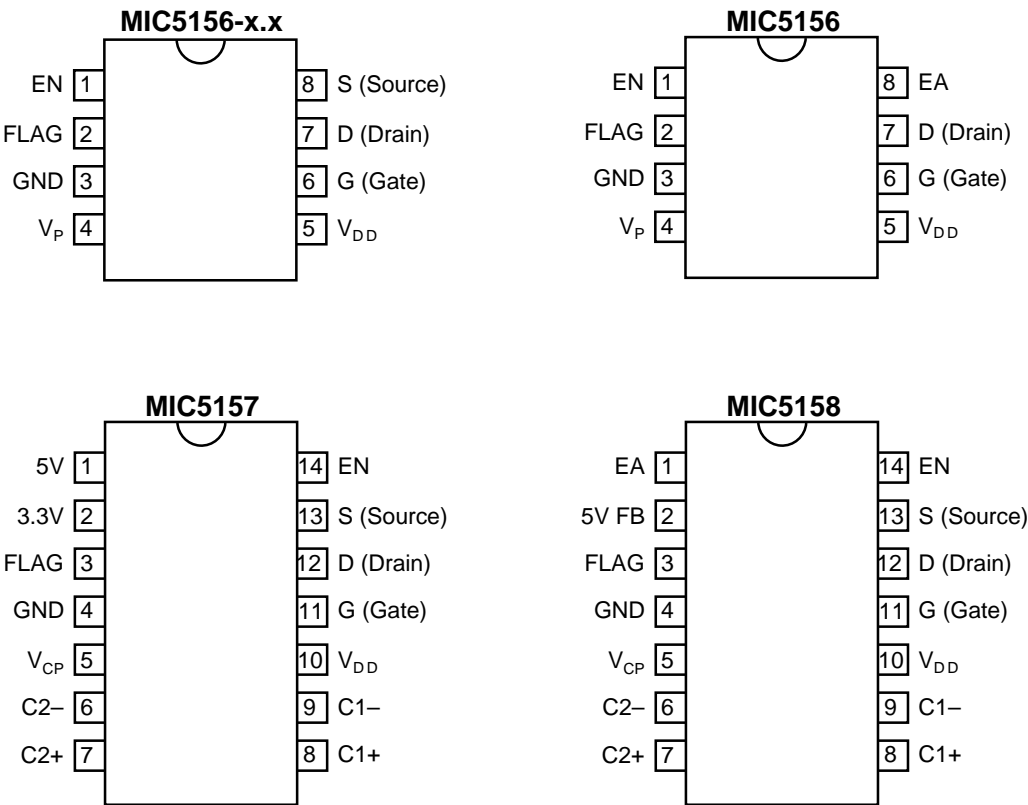 MIC5156-x.x
EN 1
8 S (Source)
FLAG 2
7 D (Drain)
GND 3
6 G (Gate)
VP 4
5 VDD
MIC5156
EN 1
8 EA
FLAG 2
7 D (Drain)
GND 3
6 G (Gate)
VP 4
5 VDD
MIC5157
5V 1
14 EN
3.3V 2
13 S (Source)
FLAG 3
12 D (Drain)
GND 4
11 G (Gate)
VCP 5
10 VDD
C2– 6
9 C1–
C2+ 7
8 C1+
MIC5158
EA 1
14 EN
5V FB 2
13 S (Source)
FLAG 3
12 D (Drain)
GND 4
11 G (Gate)
VCP 5
10 VDD
C2– 6
9 C1–
C2+ 7
8 C1+